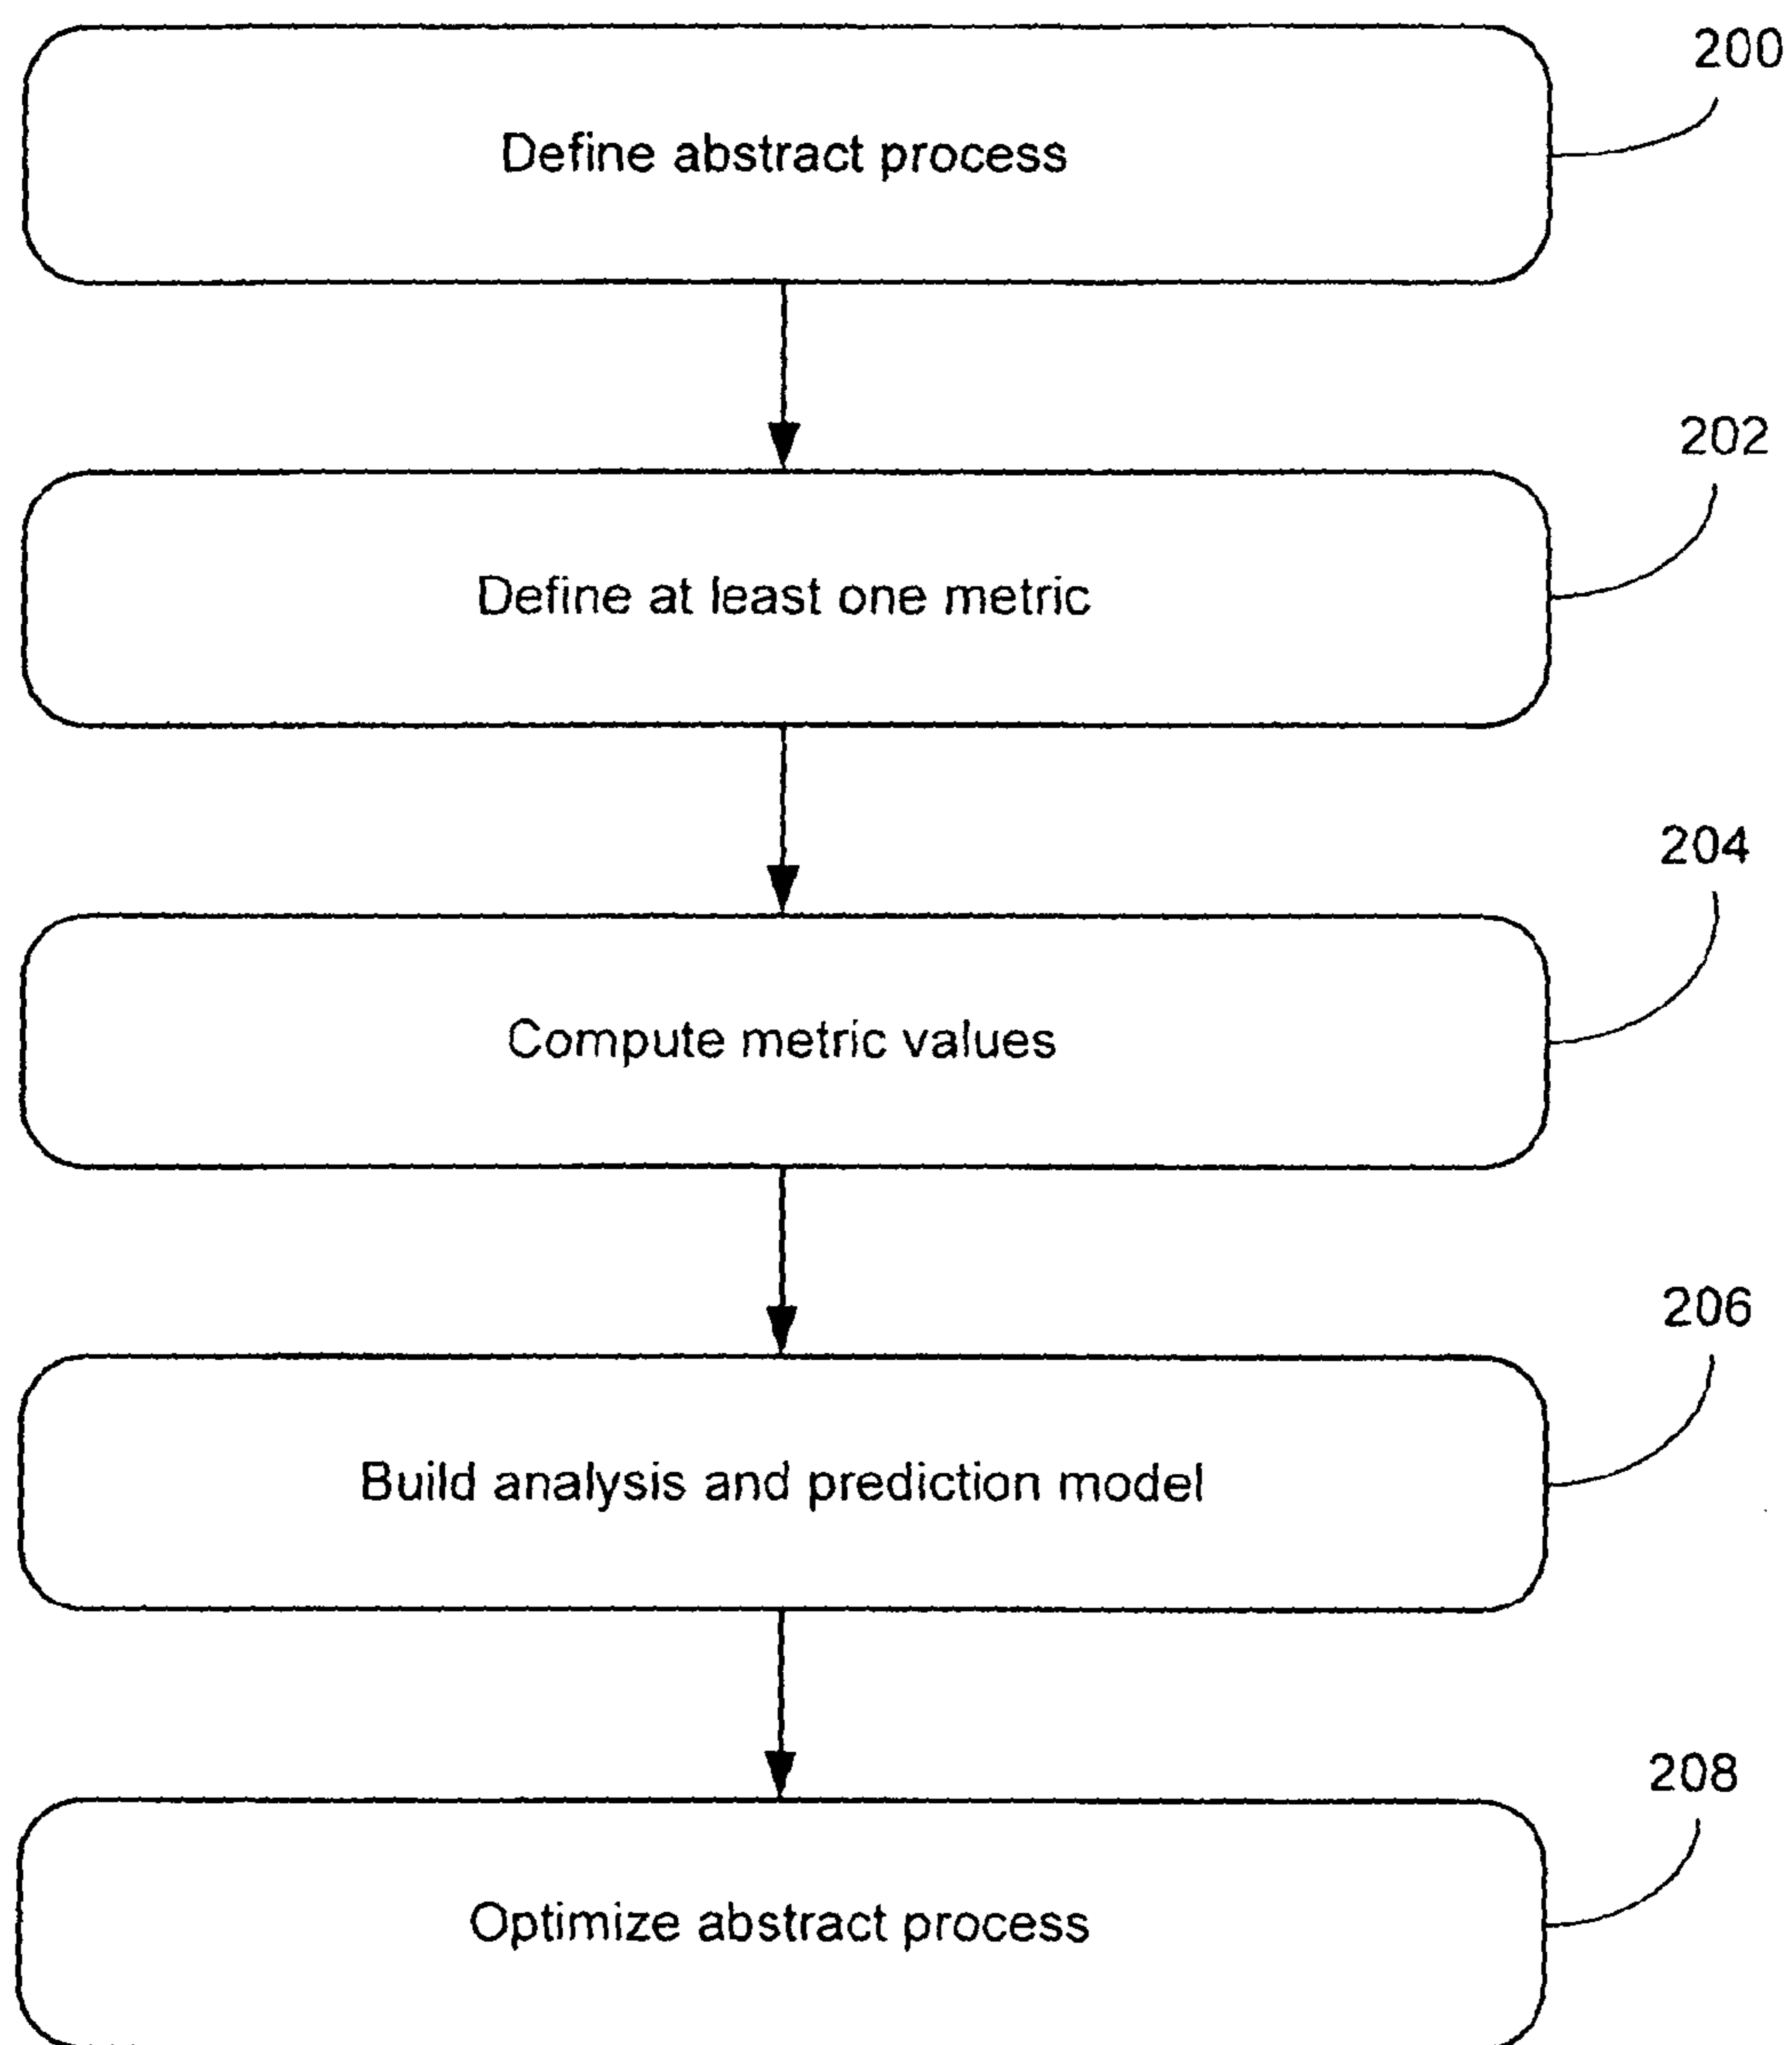 200
Define abstract process
202
Define at least one metric
204
Compute metric values
206
Build analysis and prediction model
208
Optimize abstract process